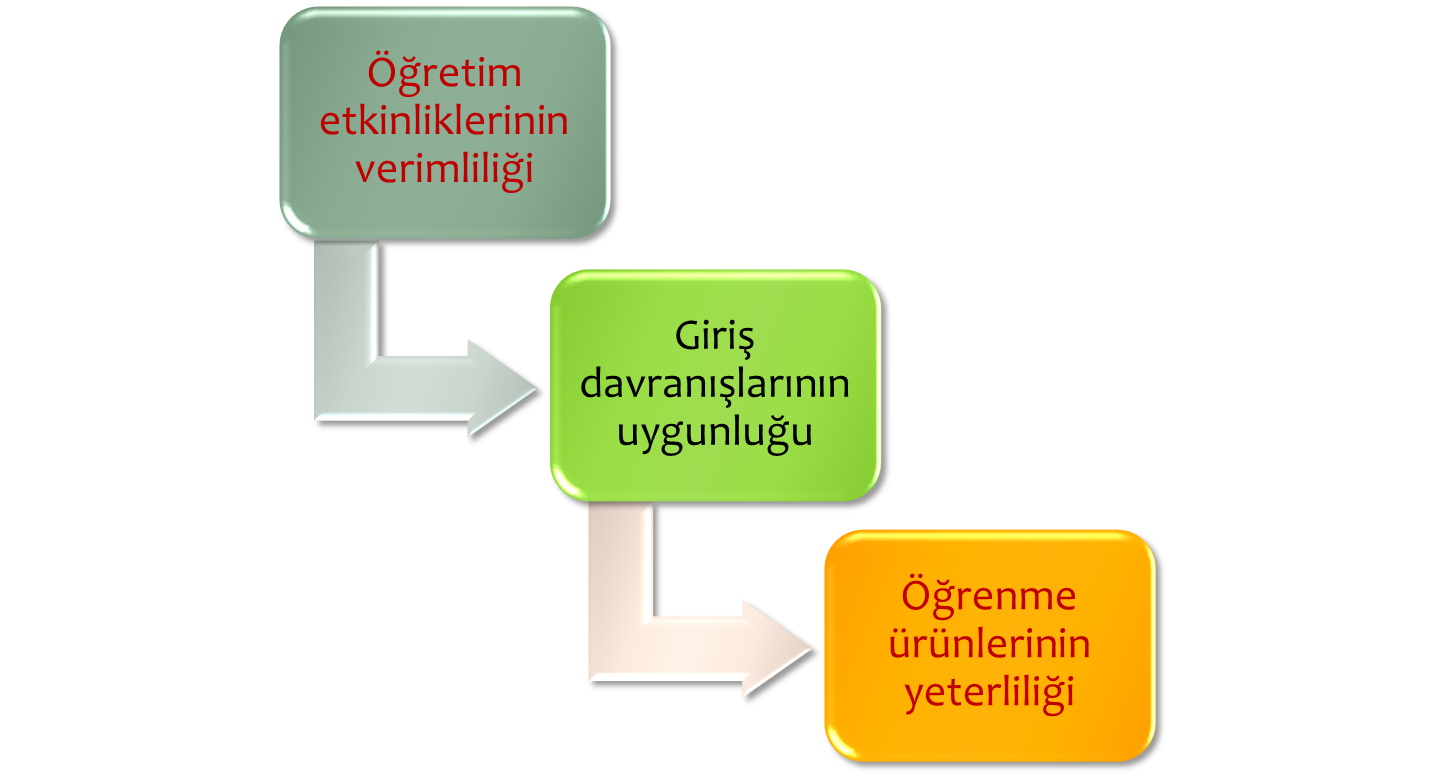 Öğretim
etkinliklerinin
verimliliği
Giriş
davranışlarının
uygunluğu
Öğrenme
ürünlerinin
yeterliliği